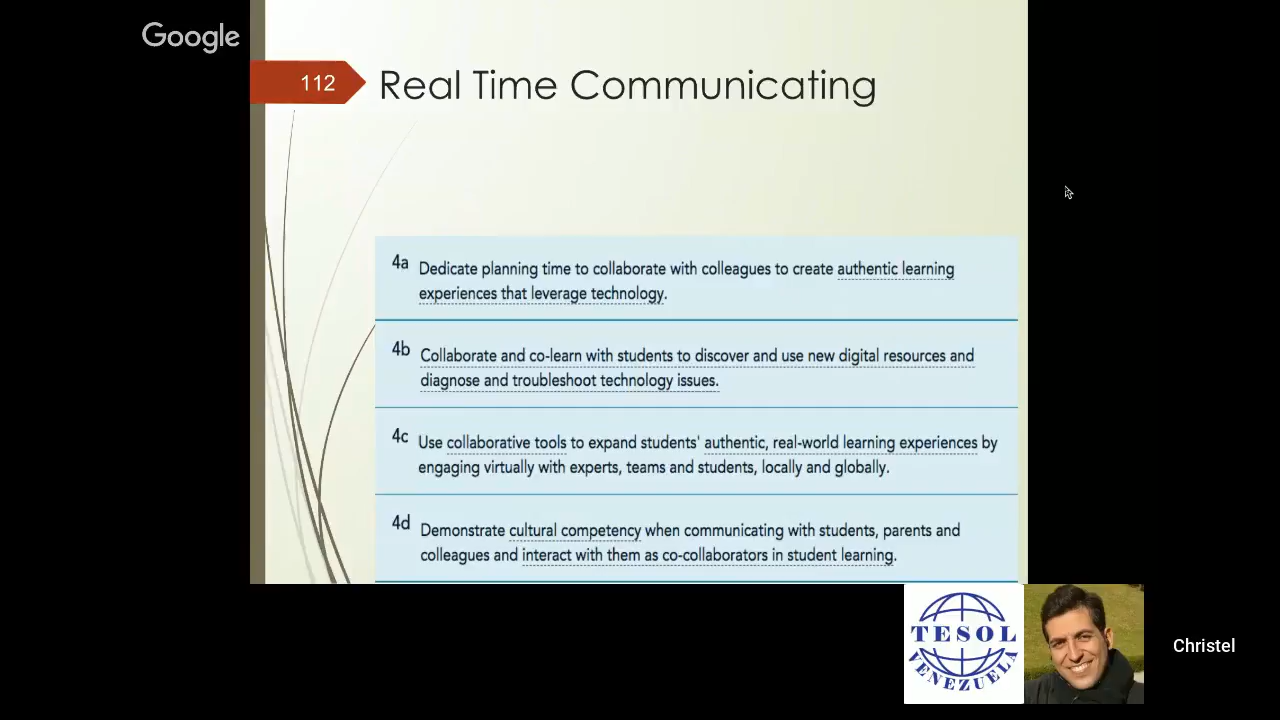 Google
112
Real Time Communicating
4a
Dedicate planning time to collaborate with colleagues to create authentic learning
experiences that leverage technology.
4b
Collaborate and co-learn with students to discover and use new digital resources and
diagnose and troubleshoot technology issues.
4c
Use collaborative tools to expand students' authentic, real-world learning experiences by
engaging virtually with experts, teams and students, locally and globally.
4d
Demonstrate cultural competency when communicating with students, parents and
colleagues and interact with them as co-collaborators in student learning.
TESOL
VENEZUELA
Christel